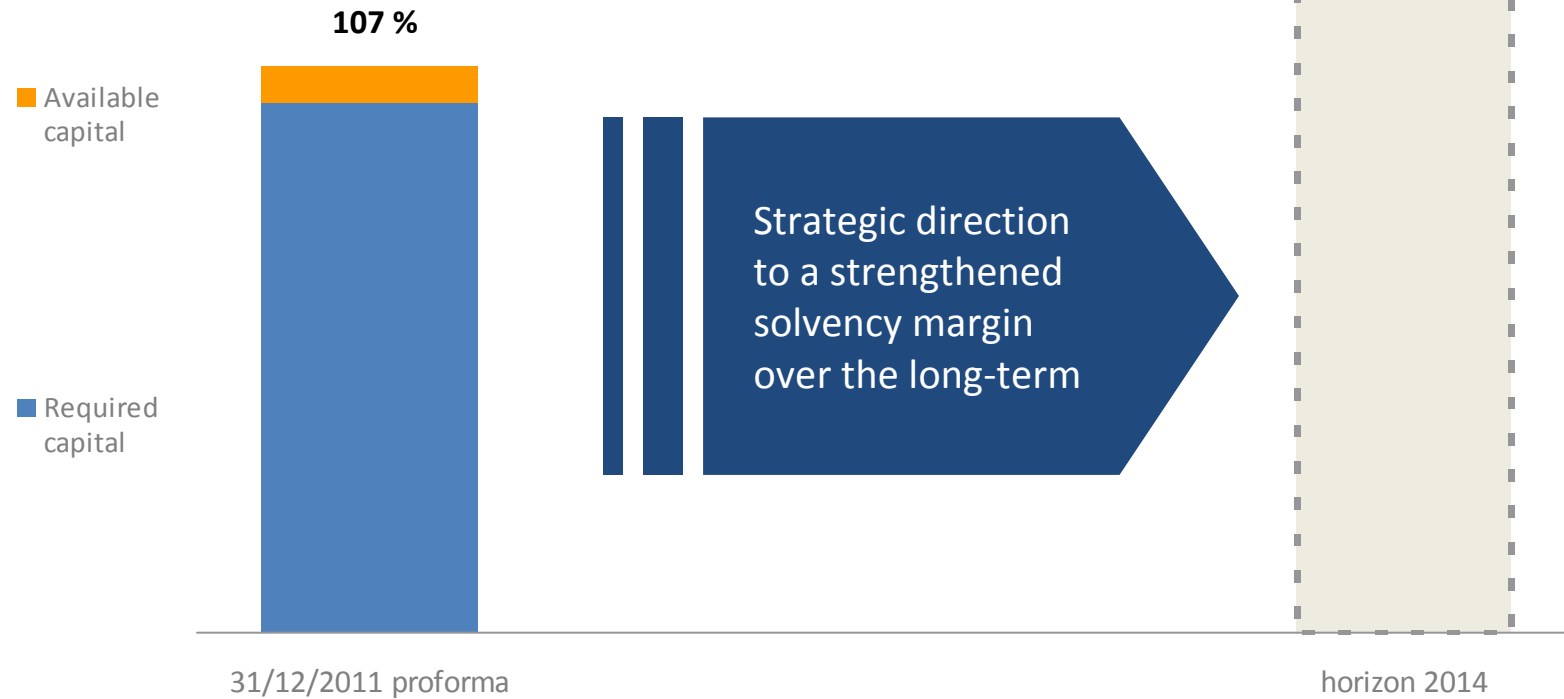 107 %
Available
capital
Required
capital
Strategic direction
to a strengthened
solvency margin
over the long-term
31/12/2011 proforma
horizon 2014